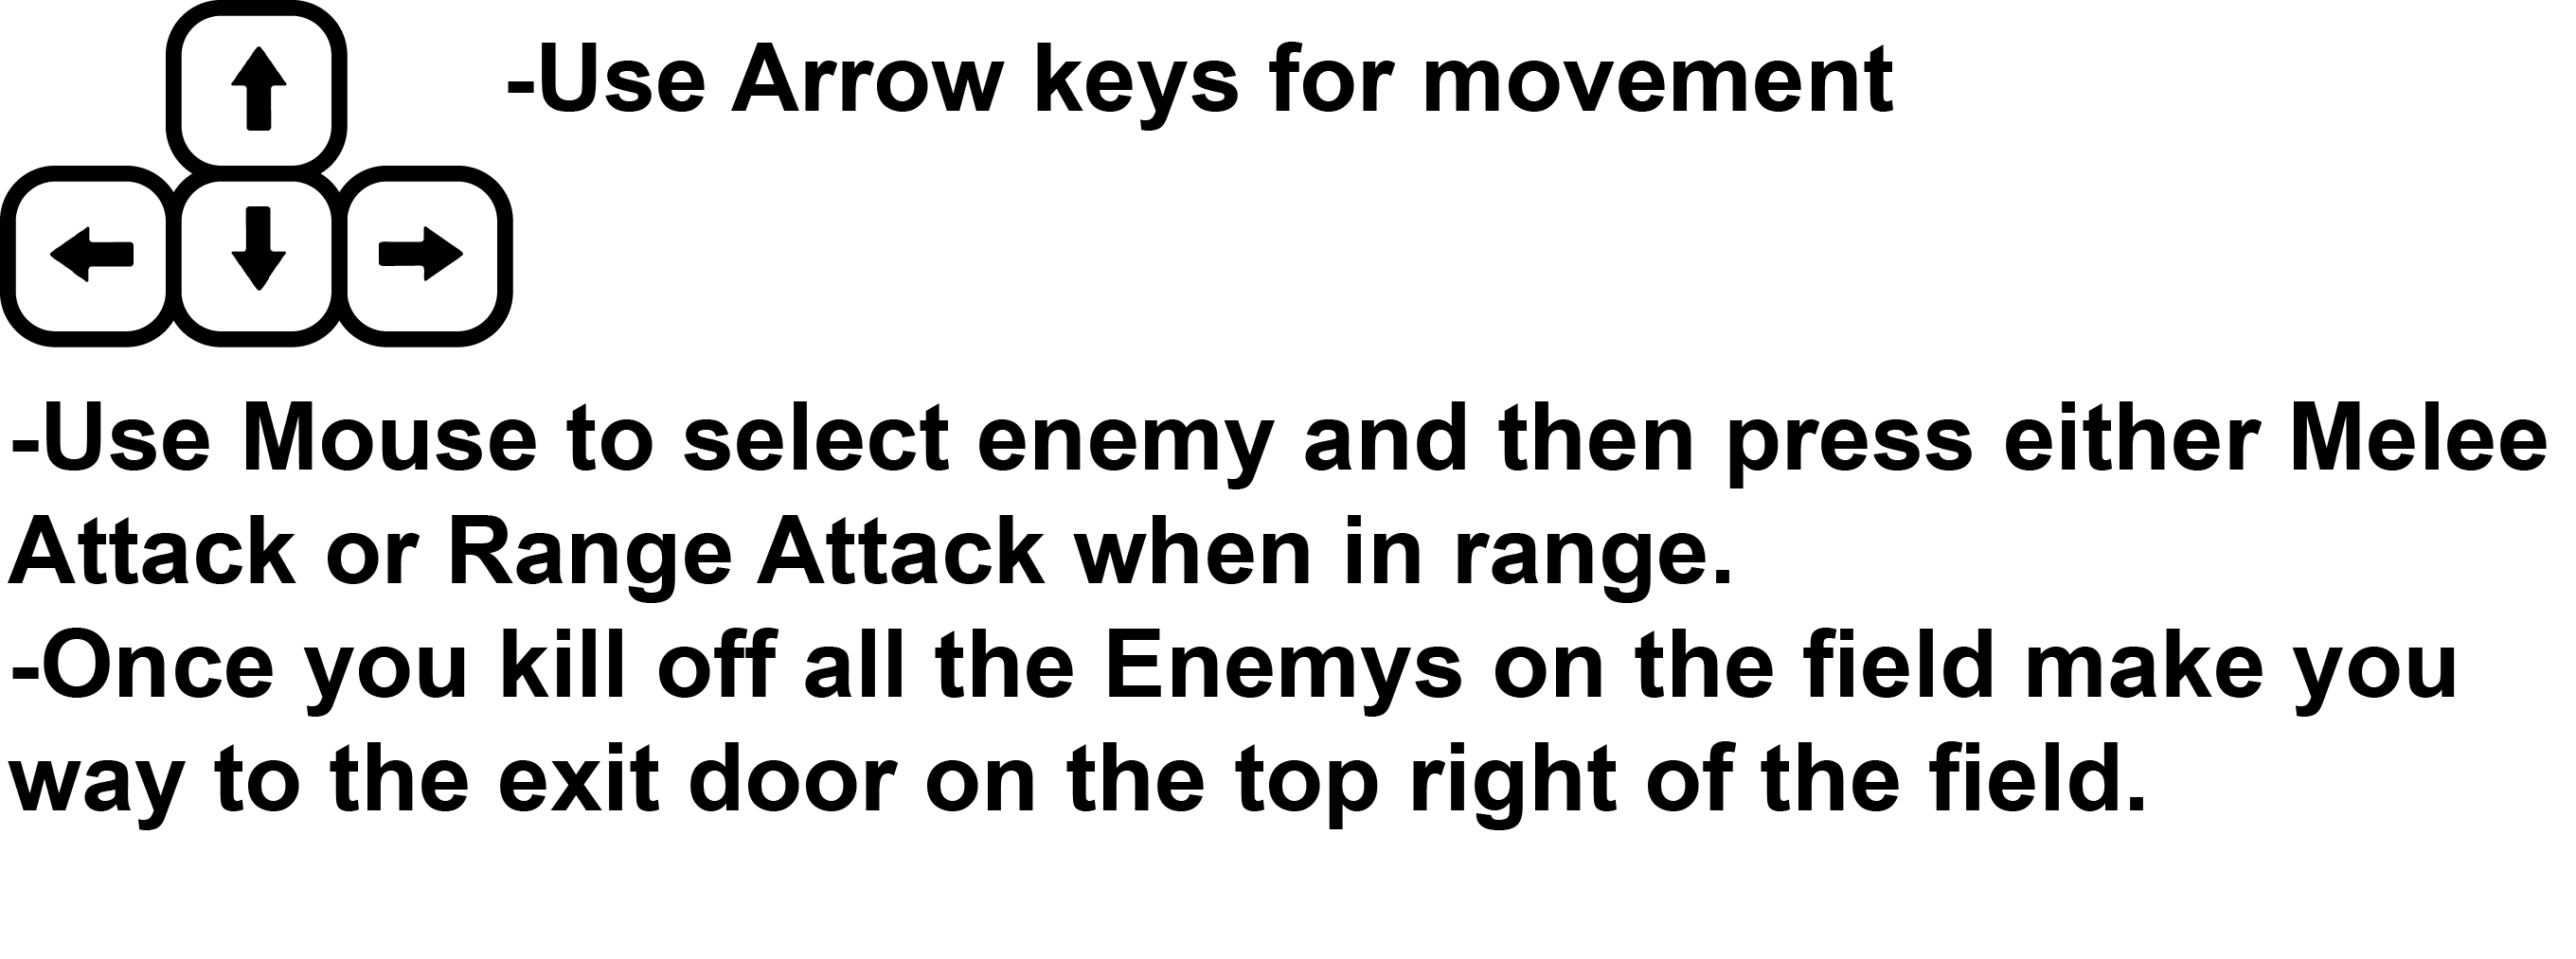 -Use Arrow keys for movement
-Use Mouse to select enemy and then press either Melee
Attack or Range Attack when in range.
-Once you kill off all the Enemys on the field make you
way to the exit door on the top right of the field.